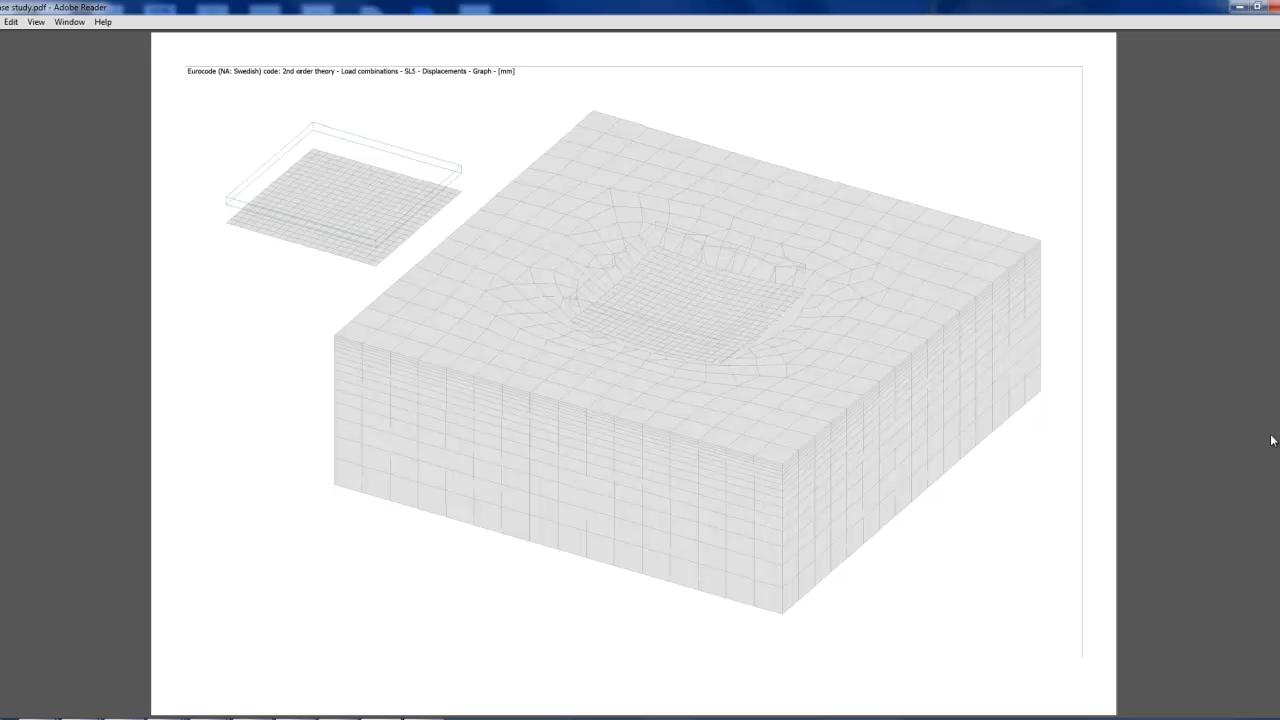 se study.pdf - Adobe Reader
Edit View Window Help
Eurocode (NA: Swedish) code: 2nd order theory - Load combinations - SLS - Displacements - Graph - [mm]